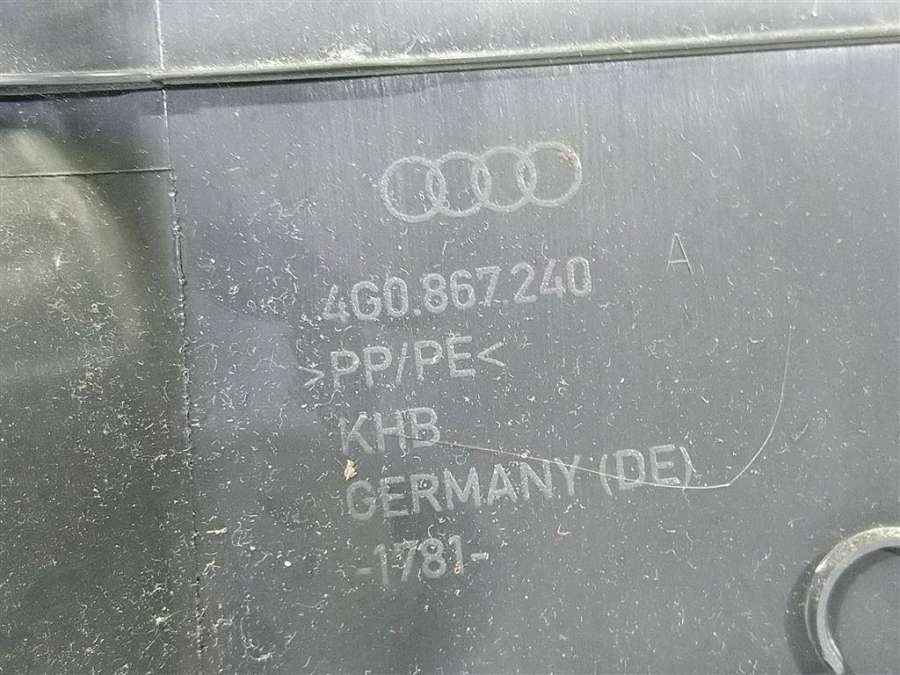 4G0.867.240 A
>PP/PE<
KHB
GERMANY (DE)
-1781-